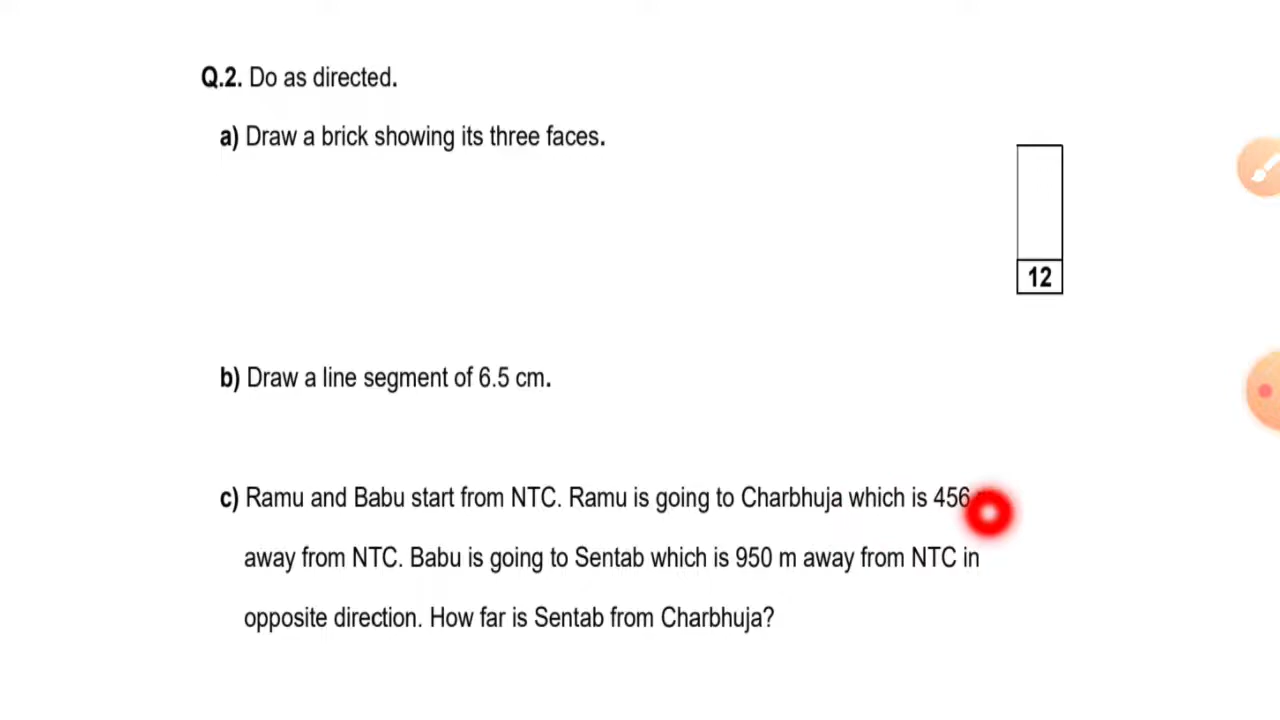 Q.2. Do as directed.
a) Draw a brick showing its three faces.
12
b) Draw a line segment of 6.5 cm.
c) Ramu and Babu start from NTC. Ramu is going to Charbhuja which is 456
away from NTC. Babu is going to Sentab which is 950 m away from NTC in
opposite direction. How far is Sentab from Charbhuja?